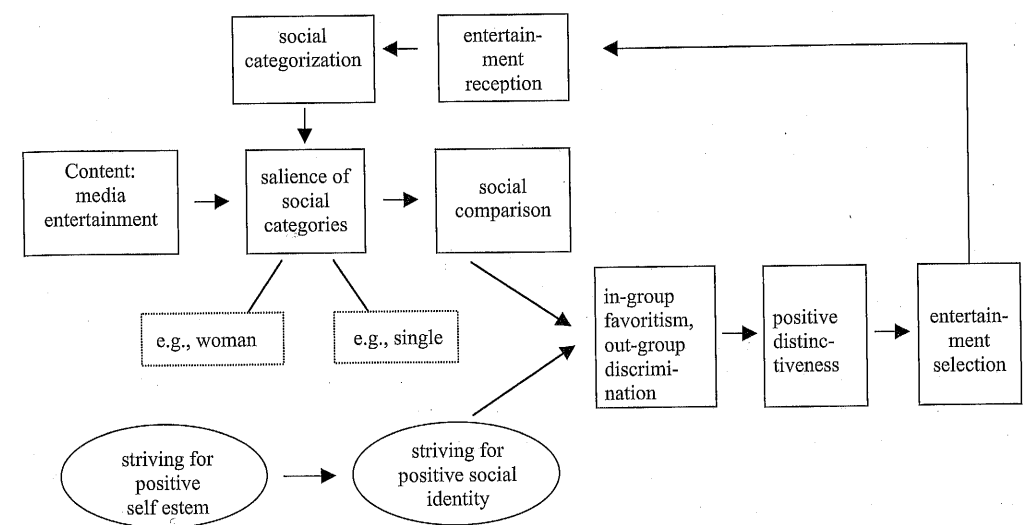 social
categorization
entertain-
ment
reception
Content:
media
entertainment
salience of
social
categories
social
comparison
e.g., woman
e.g., single
in-group
favoritism,
out-group
discrimi-
nation
positive
distinc-
tiveness
entertain-
ment
selection
striving for
positive
self estem
striving for
positive social
identity